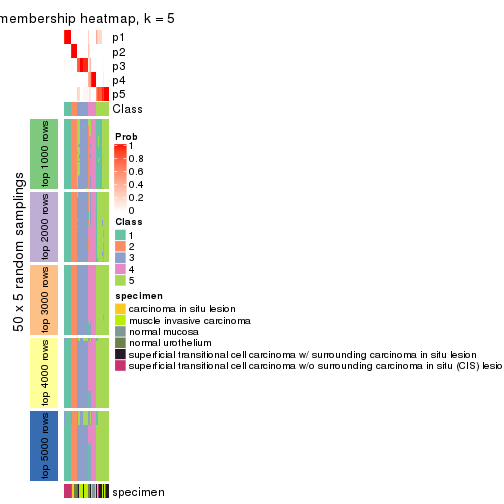 membership heatmap, k = 5
p1
p2
p3
p4
p5
Class
50 x 5 random samplings
top 1000 rows
top 2000 rows
top 3000 rows
top 4000 rows
top 5000 rows
Prob
1
0.8
0.6
0.4
0.2
0
Class
1
2
3
4
5
specimen
carcinoma in situ lesion
muscle invasive carcinoma
normal mucosa
normal urothelium
superficial transitional cell carcinoma w/ surrounding carcinoma in situ lesion
superficial transitional cell carcinoma w/o surrounding carcinoma in situ (CIS) lesio
specimen